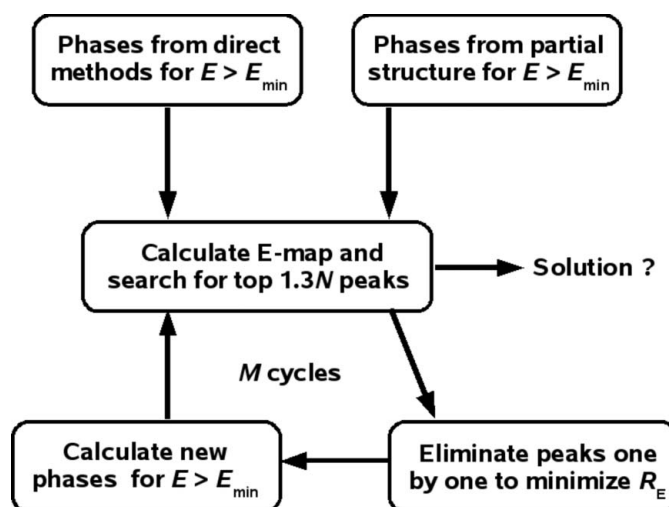 Phases from direct
methods for E > Emin
Phases from partial
structure for E > Emin
Calculate E-map and
search for top 1.3N peaks
Solution ?
M cycles
Calculate new
phases for E > Emin
Eliminate peaks one
by one to minimize RE